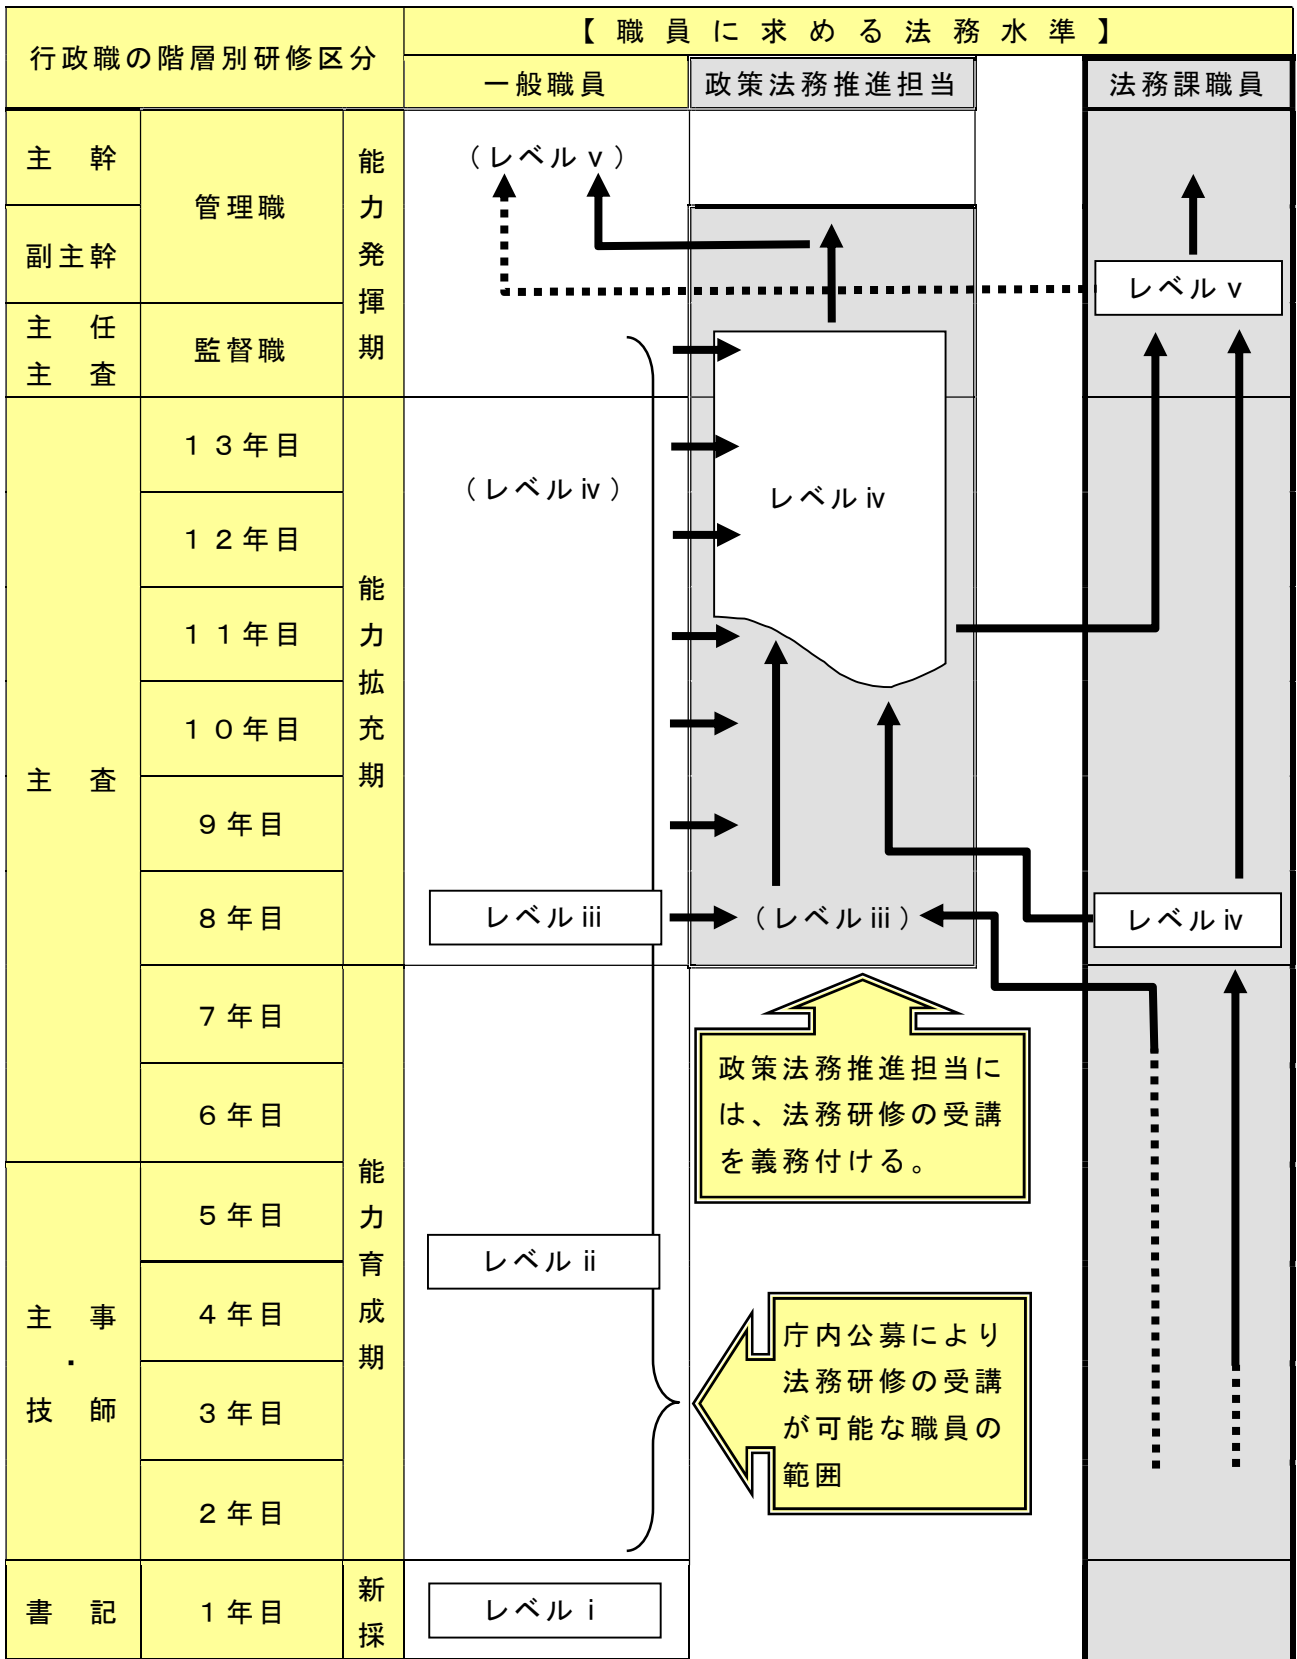 行政職の階層別研修区分
【職員に求める法務水準】
一般職員
政策法務推進担当
法務課職員
主幹
管理職
能力発揮期
（レベルⅴ）
副主幹
レベルⅴ
主任
主査
監督職
13年目
（レベルⅳ）
レベルⅳ
12年目
能力拡充期
11年目
10年目
主査
9年目
8年目
レベルⅲ
（レベルⅲ）
レベルⅳ
7年目
政策法務推進担当に
は、法務研修の受講
を義務付ける。
6年目
能力育成期
5年目
レベルⅱ
主事
・
技師
4年目
庁内公募により
法務研修の受講
が可能な職員の
範囲
3年目
2年目
書記
1年目
新採
レベルⅰ